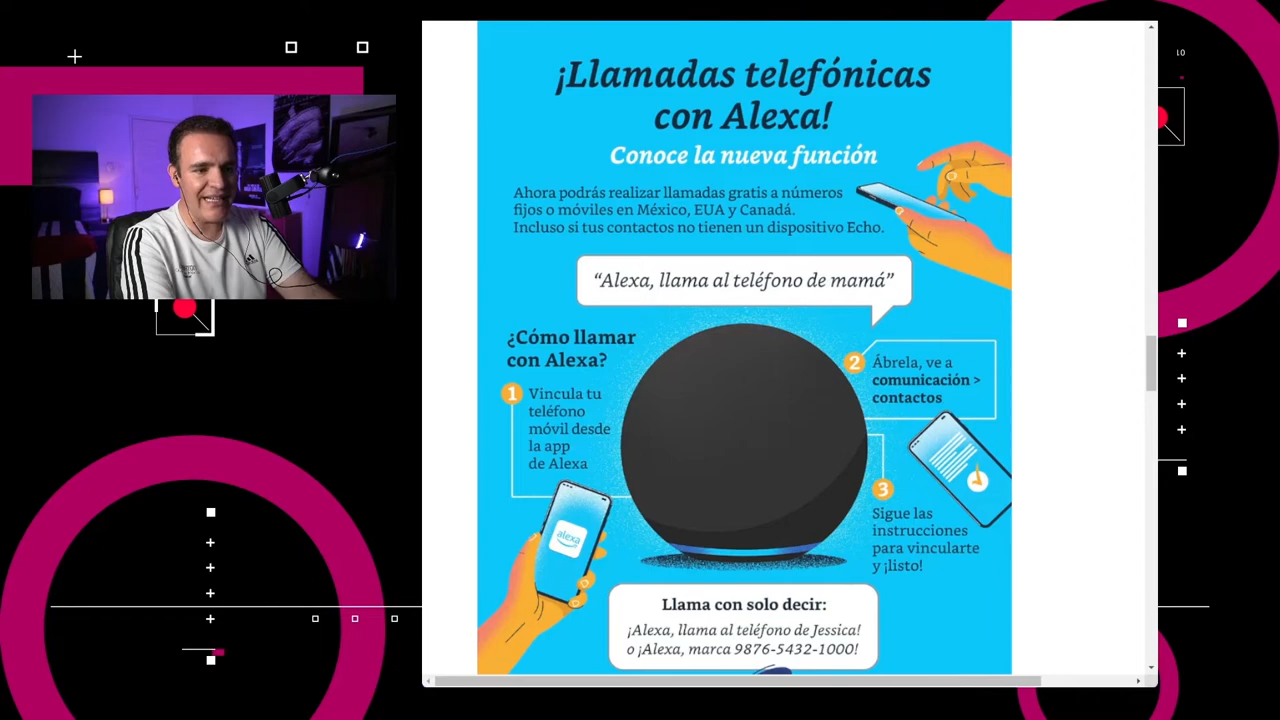 ¡Llamadas telefónicas
con Alexa!
Conoce la nueva función
Ahora podrás realizar llamadas gratis a números
fijos o móviles en México, EUA y Canadá.
Incluso si tus contactos no tienen un dispositivo Echo.
“Alexa, llama al teléfono de mamá”
¿Cómo llamar
con Alexa?
1 Vincula tu
teléfono
móvil desde
la app
de Alexa
alexa
2 Ábrela, ve a
comunicación >
contactos
3
Sigue las
instrucciones
para vincularte
y ¡listo!
Llama con solo decir:
¡Alexa, llama al teléfono de Jessica!
o ¡Alexa, marca 9876-5432-1000!